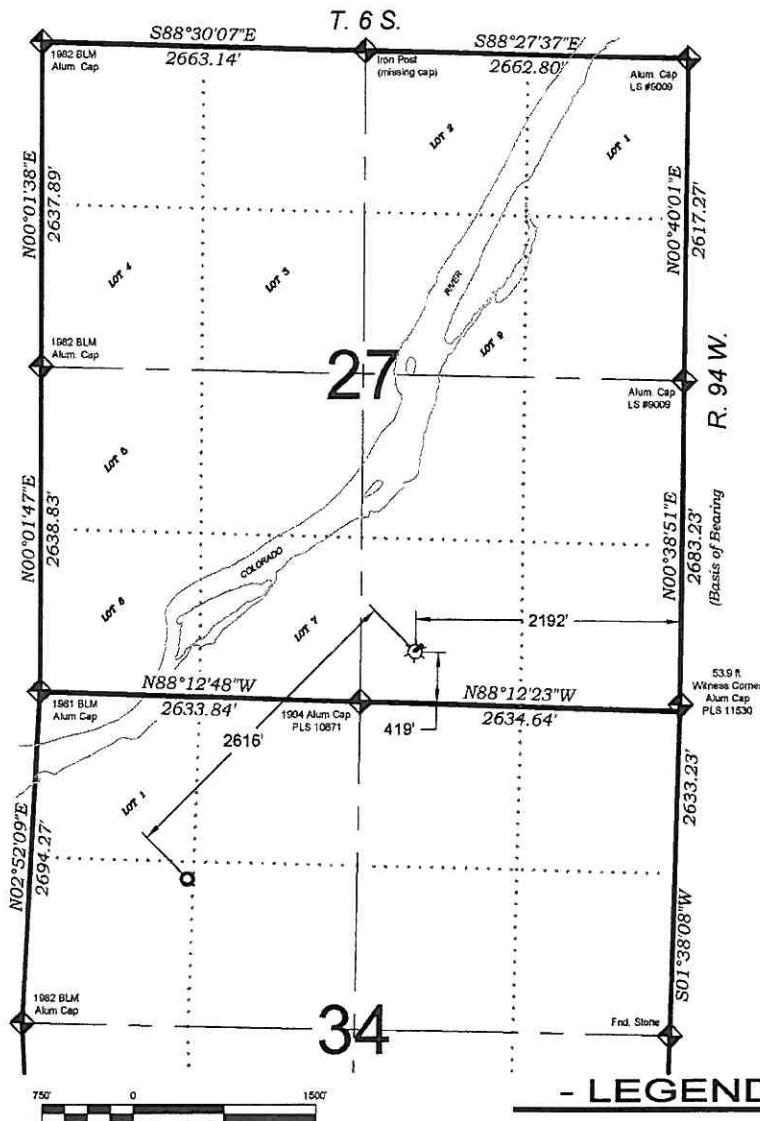 T. 6 S.
S88°30'07"E
2663.14'
S88°27'37"E
2662.80'
1982 BLM
Alum. Cap
Iron Post
(missing cap)
Alum. Cap
LS #9009
LOT 2
LOT 1
N00°01'38"E
2637.89'
N00°40'01"E
2617.27'
LOT 4
LOT 3
RIVER
LOT 9
1982 BLM
Alum. Cap
27
Alum. Cap
LS #9009
R. 94 W.
LOT 5
N00°01'47"E
2638.83'
N00°38'51"E
2683.23'
(Basis of Bearing
COLORADO
LOT 6
LOT 7
2192'
N88°12'48"W
2633.84'
N88°12'23"W
2634.64'
1981 BLM
Alum Cap
1994 Alum Cap
PLS 10871
419'
53.9 ft.
Witness Corner
Alum Cap
PLS 11530
2616'
LOT 1
N02°52'09"E
2694.27'
S01°38'08"W
2633.23'
1982 BLM
Alum Cap
34
Fnd. Stone
750'
0
1500'
- LEGEND